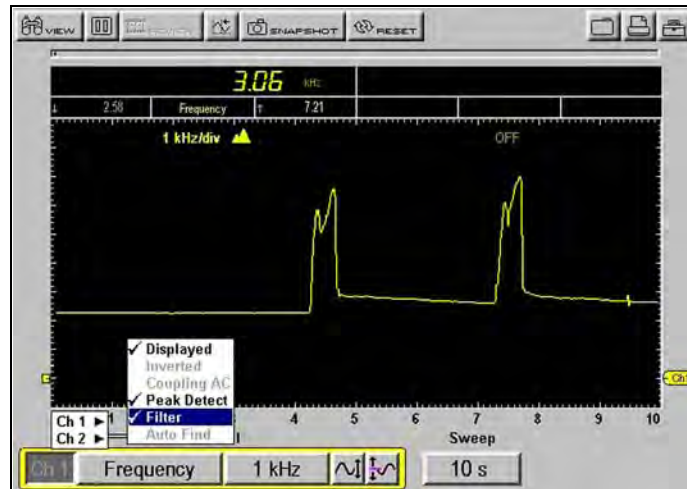 VIEW SNAPSHOT RESET
3.06 kHz
↓ 2.58 Frequency ↑ 7.21
1 kHz/div OFF
✓ Displayed
Inverted
Coupling AC
✓ Peak Detect
✓ Filter
Auto Find
Ch 1
Ch 1 ▶
Ch 2 ▶
1 4 5 6 7 8 9 10
Sweep
Ch 1 Frequency 1 kHz 10 s